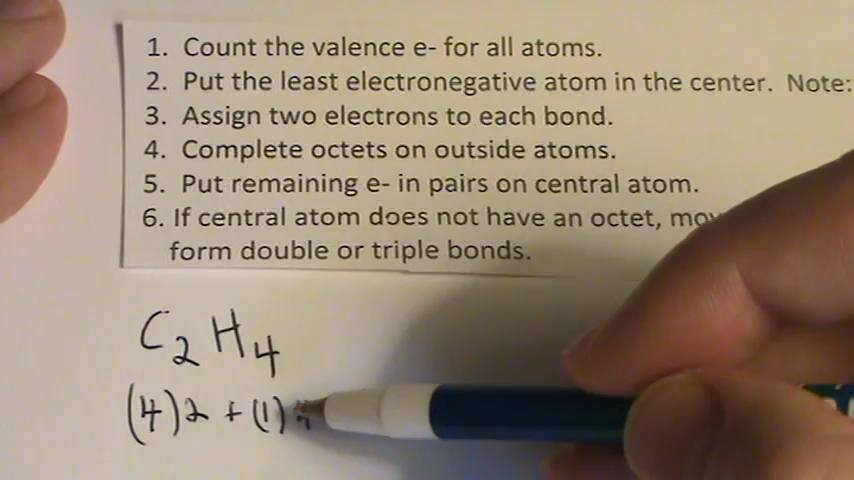 1. Count the valence e- for all atoms.
2. Put the least electronegative atom in the center. Note:
3. Assign two electrons to each bond.
4. Complete octets on outside atoms.
5. Put remaining e- in pairs on central atom.
6. If central atom does not have an octet,
form double or triple bonds.
C2H4
(4)2 + (1)